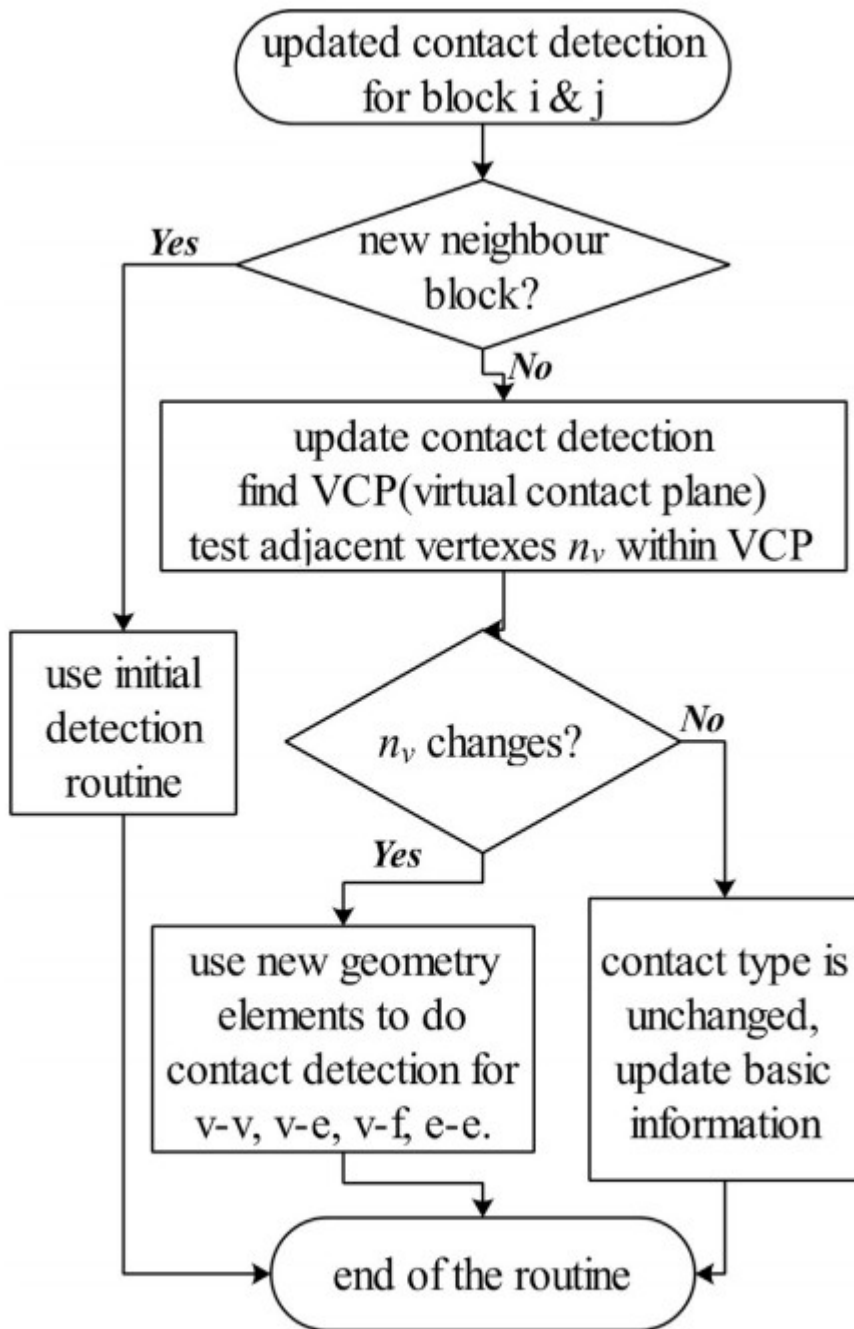 updated contact detection
for block i & j
Yes
new neighbour
block?
No
update contact detection
find VCP(virtual contact plane)
test adjacent vertexes nv within VCP
use initial
detection
routine
nv changes?
No
Yes
use new geometry
elements to do
contact detection for
v-v, v-e, v-f, e-e.
contact type is
unchanged,
update basic
information
end of the routine